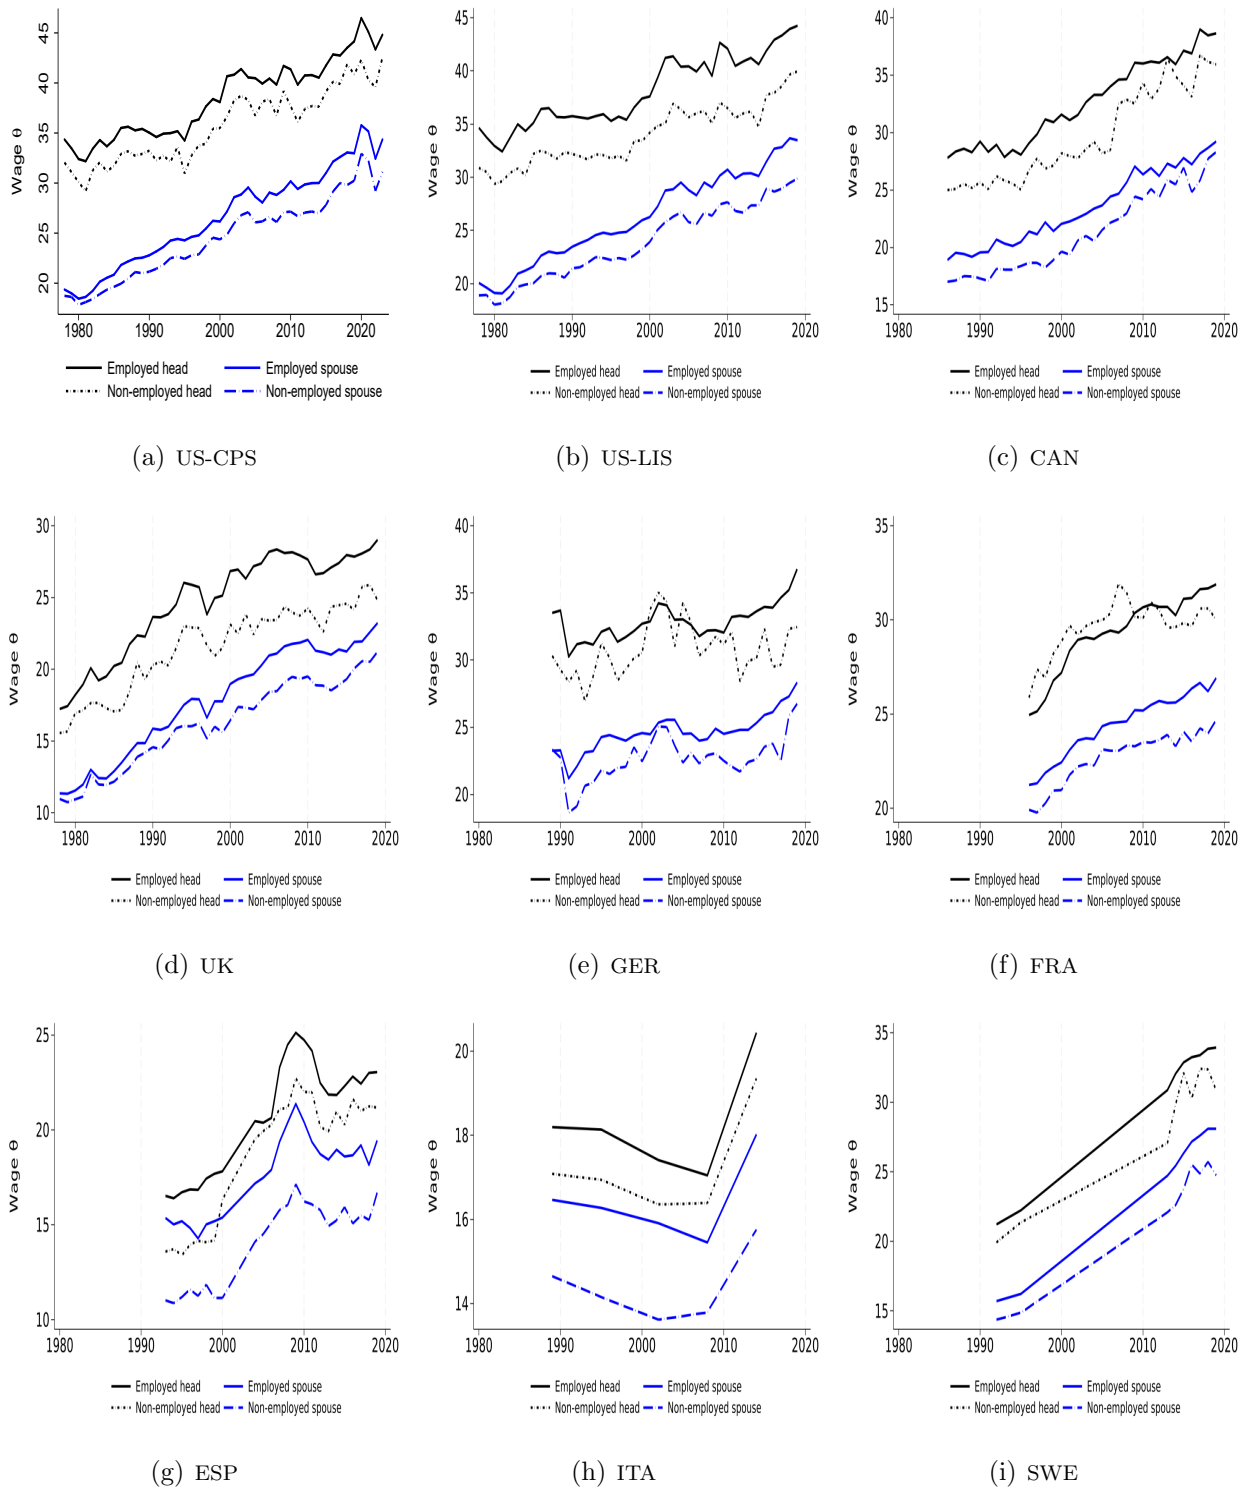 45
40
35
30
25
20
Wage θ
1980 1990 2000 2010 2020
Employed head Employed spouse
Non-employed head Non-employed spouse
(a) US-CPS
45
40
35
30
25
20
Wage θ
1980 1990 2000 2010 2020
Employed head Employed spouse
Non-employed head Non-employed spouse
(b) US-LIS
40
35
30
25
20
15
Wage θ
1980 1990 2000 2010 2020
Employed head Employed spouse
Non-employed head Non-employed spouse
(c) CAN
30
25
20
15
10
Wage θ
1980 1990 2000 2010 2020
Employed head Employed spouse
Non-employed head Non-employed spouse
(d) UK
40
35
30
25
20
Wage θ
1980 1990 2000 2010 2020
Employed head Employed spouse
Non-employed head Non-employed spouse
(e) GER
35
30
25
20
Wage θ
1980 1990 2000 2010 2020
Employed head Employed spouse
Non-employed head Non-employed spouse
(f) FRA
25
20
15
10
Wage θ
1980 1990 2000 2010 2020
Employed head Employed spouse
Non-employed head Non-employed spouse
(g) ESP
20
18
16
14
Wage θ
1980 1990 2000 2010 2020
Employed head Employed spouse
Non-employed head Non-employed spouse
(h) ITA
35
30
25
20
15
Wage θ
1980 1990 2000 2010 2020
Employed head Employed spouse
Non-employed head Non-employed spouse
(i) SWE